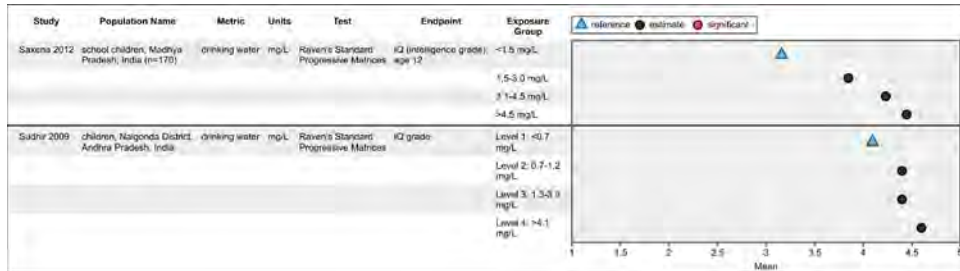 Study Population Name Metric Units Test Endpoint Exposure Group
reference estimate significant
Saxena 2012 school children, Madhya Pradesh, India (n=170) drinking water mg/L Raven's Standard Progressive Matrices IQ (intelligence grade), age 12 <1.5 mg/L
1.5-3.0 mg/L
3.1-4.5 mg/L
>4.5 mg/L
Sudhir 2009 children, Nalgonda District, Andhra Pradesh, India drinking water mg/L Raven's Standard Progressive Matrices IQ grade Level 1: <0.7 mg/L
Level 2: 0.7-1.2 mg/L
Level 3: mg/L
Level 4: >4.1 mg/L
1 1.5 2 2.5 3 3.5 4 4.5 5
Mean